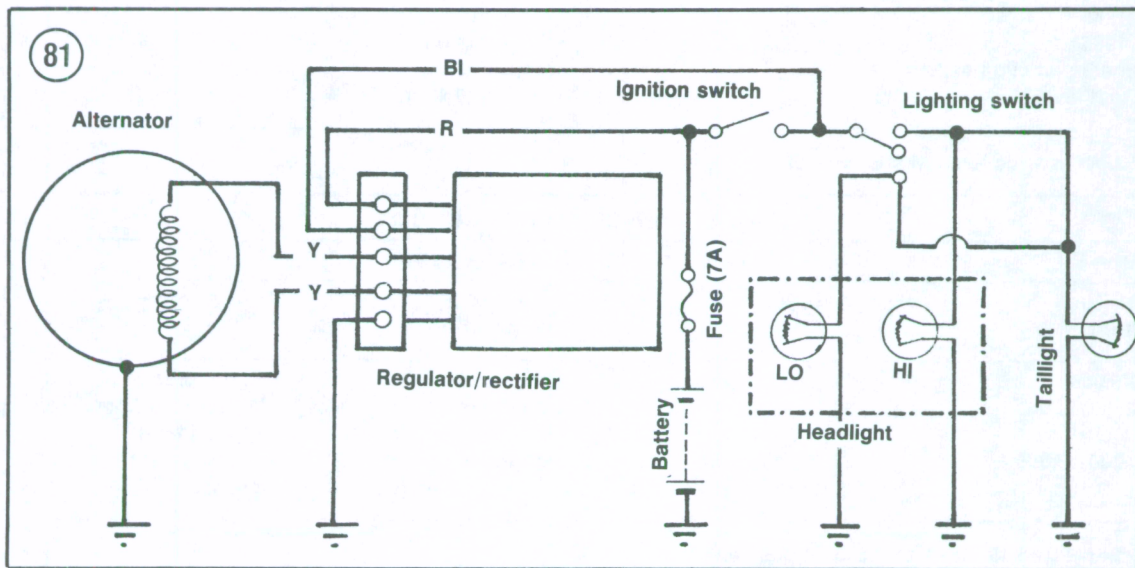 81
Bl
Ignition switch
Lighting switch
Alternator
R
Y
Y
Fuse (7A)
Regulator/rectifier
LO
HI
Taillight
Headlight
Battery